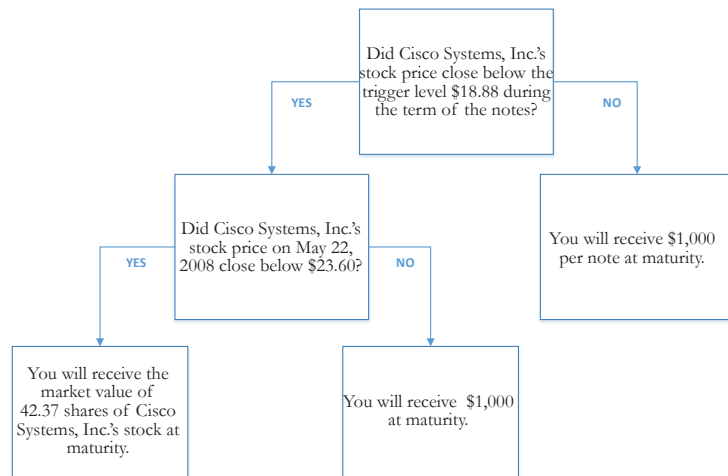 Did Cisco Systems, Inc.'s
stock price close below the
trigger level $18.88 during
the term of the notes?
YES
NO
Did Cisco Systems, Inc.'s
stock price on May 22,
2008 close below $23.60?
You will receive $1,000
per note at maturity.
YES
NO
You will receive the
market value of
42.37 shares of Cisco
Systems, Inc.'s stock at
maturity.
You will receive $1,000
at maturity.